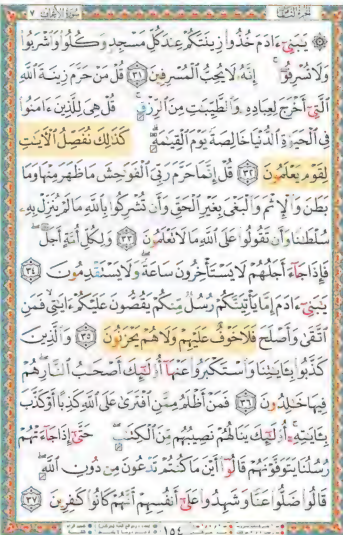 الجزء الثامن سورة الأعراف ٧
۞ يَٰبَنِىٓ ءَادَمَ خُذُوا۟ زِينَتَكُمْ عِندَ كُلِّ مَسْجِدٍ وَكُلُوا۟ وَٱشْرَبُوا۟
وَلَا تُسْرِفُوٓا۟ إِنَّهُۥ لَا يُحِبُّ ٱلْمُسْرِفِينَ ٣١ قُلْ مَنْ حَرَّمَ زِينَةَ ٱللَّهِ
ٱلَّتِىٓ أَخْرَجَ لِعِبَادِهِۦ وَٱلطَّيِّبَٰتِ مِنَ ٱلرِّزْقِ قُلْ هِىَ لِلَّذِينَ ءَامَنُوا۟
فِى ٱلْحَيَوٰةِ ٱلدُّنْيَا خَالِصَةً يَوْمَ ٱلْقِيَٰمَةِ كَذَٰلِكَ نُفَصِّلُ ٱلْءَايَٰتِ
لِقَوْمٍ يَعْلَمُونَ ٣٢ قُلْ إِنَّمَا حَرَّمَ رَبِّىَ ٱلْفَوَٰحِشَ مَا ظَهَرَ مِنْهَا وَمَا
بَطَنَ وَٱلْإِثْمَ وَٱلْبَغْىَ بِغَيْرِ ٱلْحَقِّ وَأَن تُشْرِكُوا۟ بِٱللَّهِ مَا لَمْ يُنَزِّلْ بِهِۦ
سُلْطَٰنًا وَأَن تَقُولُوا۟ عَلَى ٱللَّهِ مَا لَا تَعْلَمُونَ ٣٣ وَلِكُلِّ أُمَّةٍ أَجَلٌ
فَإِذَا جَآءَ أَجَلُهُمْ لَا يَسْتَأْخِرُونَ سَاعَةً وَلَا يَسْتَقْدِمُونَ ٣٤
يَٰبَنِىٓ ءَادَمَ إِمَّا يَأْتِيَنَّكُمْ رُسُلٌ مِّنكُمْ يَقُصُّونَ عَلَيْكُمْ ءَايَٰتِى فَمَنِ
ٱتَّقَىٰ وَأَصْلَحَ فَلَا خَوْفٌ عَلَيْهِمْ وَلَا هُمْ يَحْزَنُونَ ٣٥ وَٱلَّذِينَ
كَذَّبُوا۟ بِـَٔايَٰتِنَا وَٱسْتَكْبَرُوا۟ عَنْهَآ أُو۟لَٰٓئِكَ أَصْحَٰبُ ٱلنَّارِ هُمْ
فِيهَا خَٰلِدُونَ ٣٦ فَمَنْ أَظْلَمُ مِمَّنِ ٱفْتَرَىٰ عَلَى ٱللَّهِ كَذِبًا أَوْ كَذَّبَ
بِـَٔايَٰتِهِۦٓ أُو۟لَٰٓئِكَ يَنَالُهُمْ نَصِيبُهُم مِّنَ ٱلْكِتَٰبِ حَتَّىٰٓ إِذَا جَآءَتْهُمْ
رُسُلُنَا يَتَوَفَّوْنَهُمْ قَالُوٓا۟ أَيْنَ مَا كُنتُمْ تَدْعُونَ مِن دُونِ ٱللَّهِ
قَالُوا۟ ضَلُّوا۟ عَنَّا وَشَهِدُوا۟ عَلَىٰٓ أَنفُسِهِمْ أَنَّهُمْ كَانُوا۟ كَٰفِرِينَ ٣٧
١٥٤